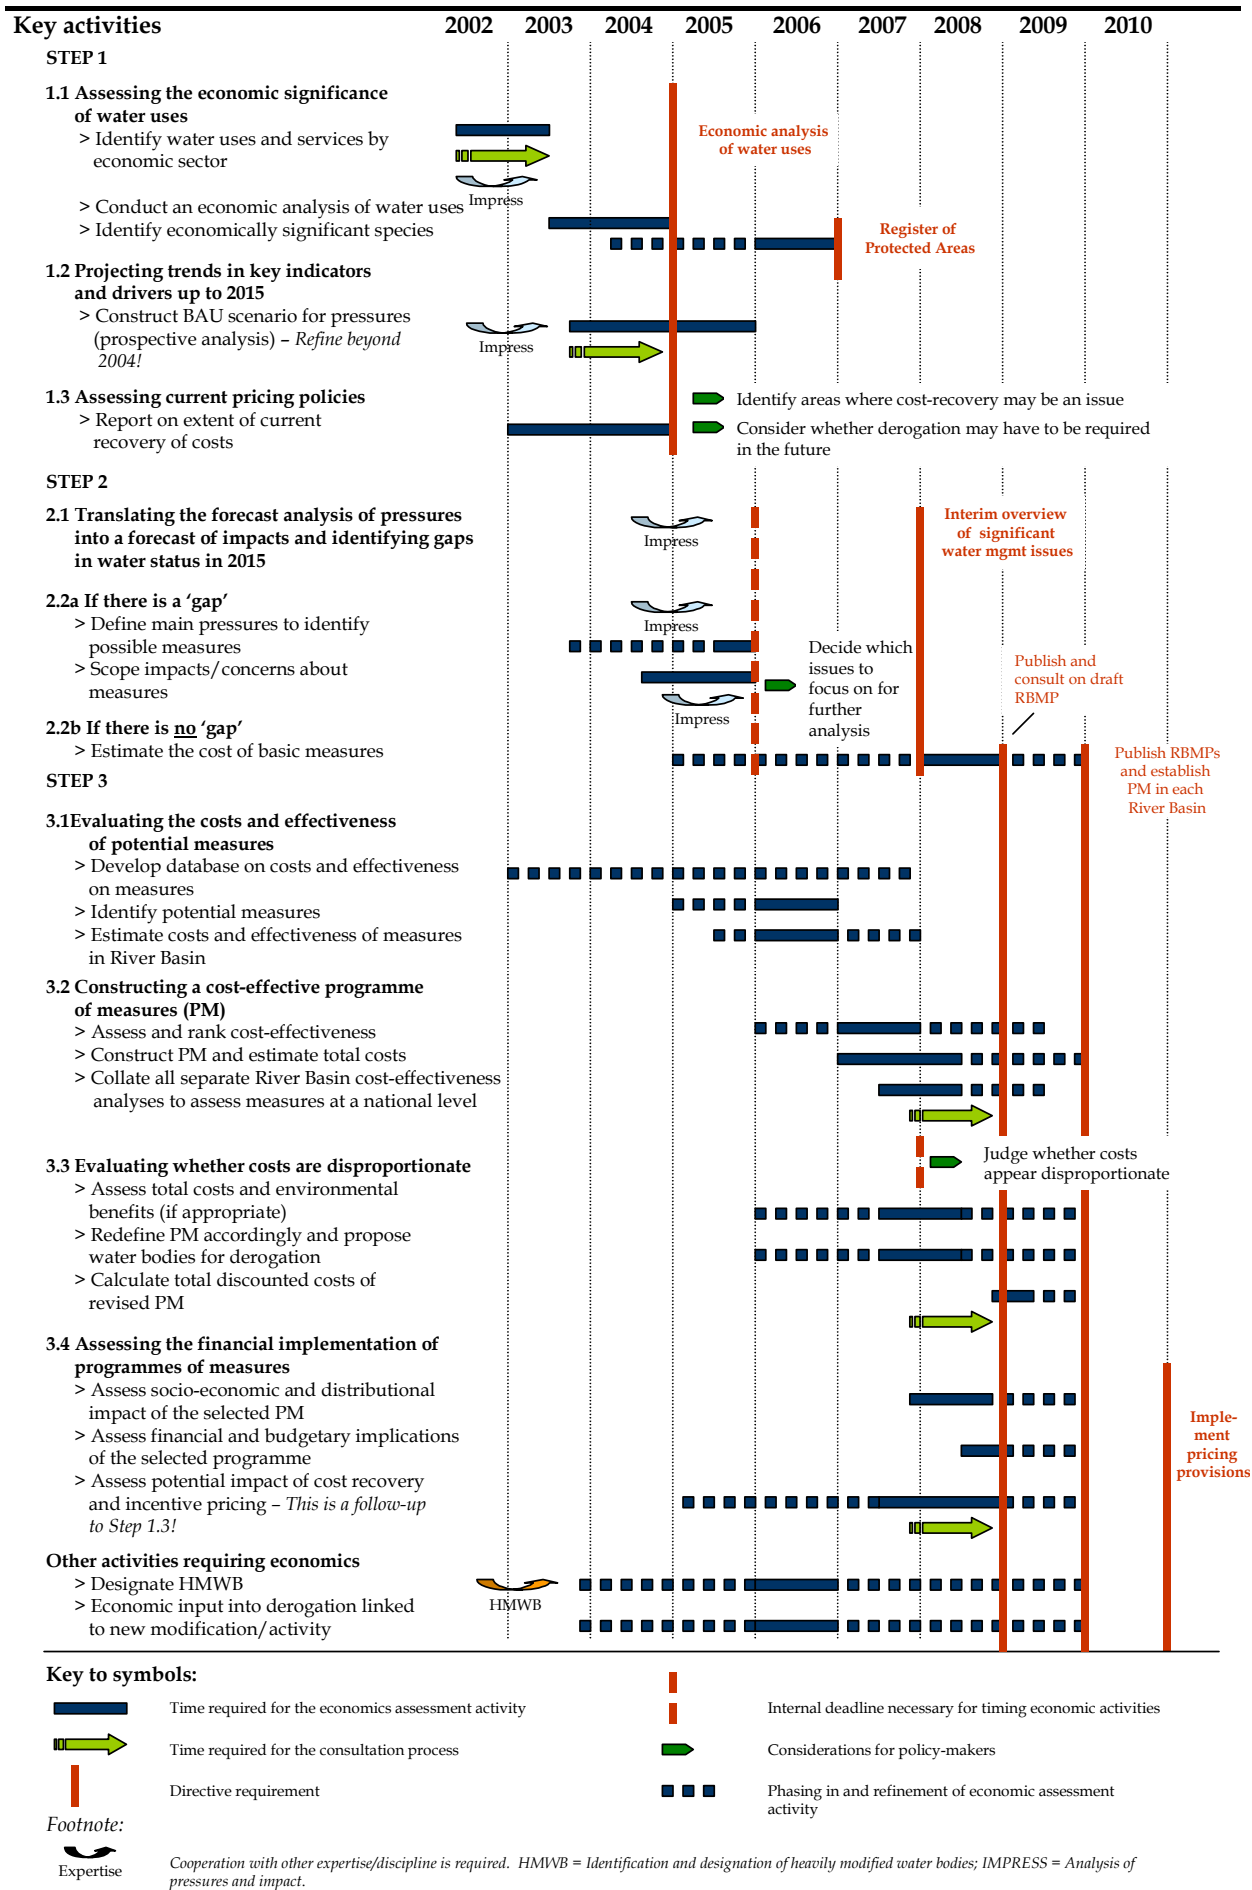 Key activities 2002 2003 2004 2005 2006 2007 2008 2009 2010
STEP 1
1.1 Assessing the economic significance
of water uses
> Identify water uses and services by
economic sector
Economic analysis
of water uses
Impress
> Conduct an economic analysis of water uses
> Identify economically significant species
Register of
Protected Areas
1.2 Projecting trends in key indicators
and drivers up to 2015
> Construct BAU scenario for pressures
(prospective analysis) – Refine beyond
2004!
Impress
1.3 Assessing current pricing policies
> Report on extent of current
recovery of costs
Identify areas where cost-recovery may be an issue
Consider whether derogation may have to be required
in the future
STEP 2
2.1 Translating the forecast analysis of pressures
into a forecast of impacts and identifying gaps
in water status in 2015
Impress
Interim overview
of significant
water mgmt issues
2.2a If there is a ‘gap’
> Define main pressures to identify
possible measures
> Scope impacts/concerns about
measures
Impress
Impress
Decide which
issues to
focus on for
further
analysis
Publish and
consult on draft
RBMP
2.2b If there is no ‘gap’
> Estimate the cost of basic measures
Publish RBMPs
and establish
PM in each
River Basin
STEP 3
3.1Evaluating the costs and effectiveness
of potential measures
> Develop database on costs and effectiveness
on measures
> Identify potential measures
> Estimate costs and effectiveness of measures
in River Basin
3.2 Constructing a cost-effective programme
of measures (PM)
> Assess and rank cost-effectiveness
> Construct PM and estimate total costs
> Collate all separate River Basin cost-effectiveness
analyses to assess measures at a national level
3.3 Evaluating whether costs are disproportionate
> Assess total costs and environmental
benefits (if appropriate)
> Redefine PM accordingly and propose
water bodies for derogation
> Calculate total discounted costs of
revised PM
Judge whether costs
appear disproportionate
3.4 Assessing the financial implementation of
programmes of measures
> Assess socio-economic and distributional
impact of the selected PM
> Assess financial and budgetary implications
of the selected programme
> Assess potential impact of cost recovery
and incentive pricing – This is a follow-up
to Step 1.3!
Imple-
ment
pricing
provisions
Other activities requiring economics
> Designate HMWB
> Economic input into derogation linked
to new modification/activity
HMWB
Key to symbols:
Time required for the economics assessment activity
Internal deadline necessary for timing economic activities
Time required for the consultation process
Considerations for policy-makers
Directive requirement
Phasing in and refinement of economic assessment
activity
Footnote:
Expertise
Cooperation with other expertise/discipline is required. HMWB = Identification and designation of heavily modified water bodies; IMPRESS = Analysis of
pressures and impact.